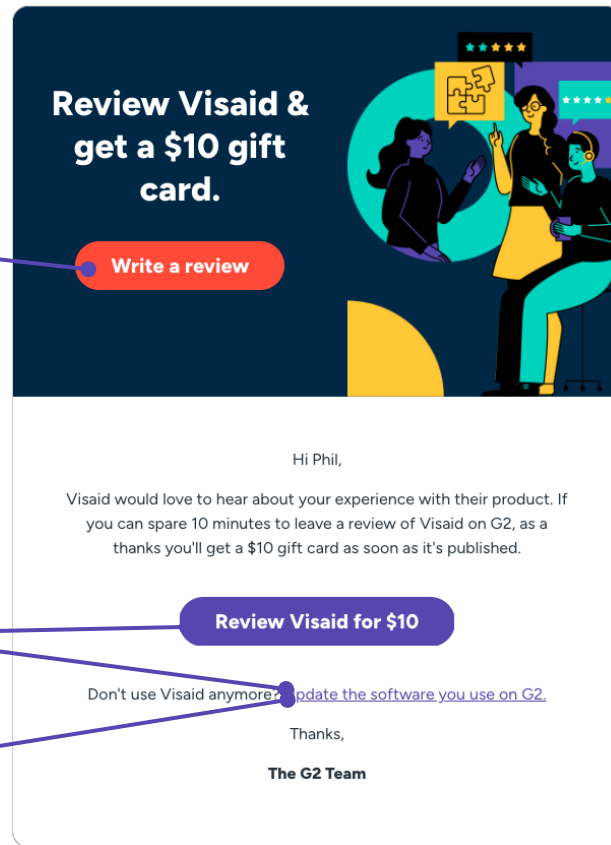 Review Visaid &
get a $10 gift
card.
Write a review
Hi Phil,
Visaid would love to hear about your experience with their product. If
you can spare 10 minutes to leave a review of Visaid on G2, as a
thanks you'll get a $10 gift card as soon as it's published.
Review Visaid for $10
Don't use Visaid anymore? pdate the software you use on G2.
Thanks,
The G2 Team